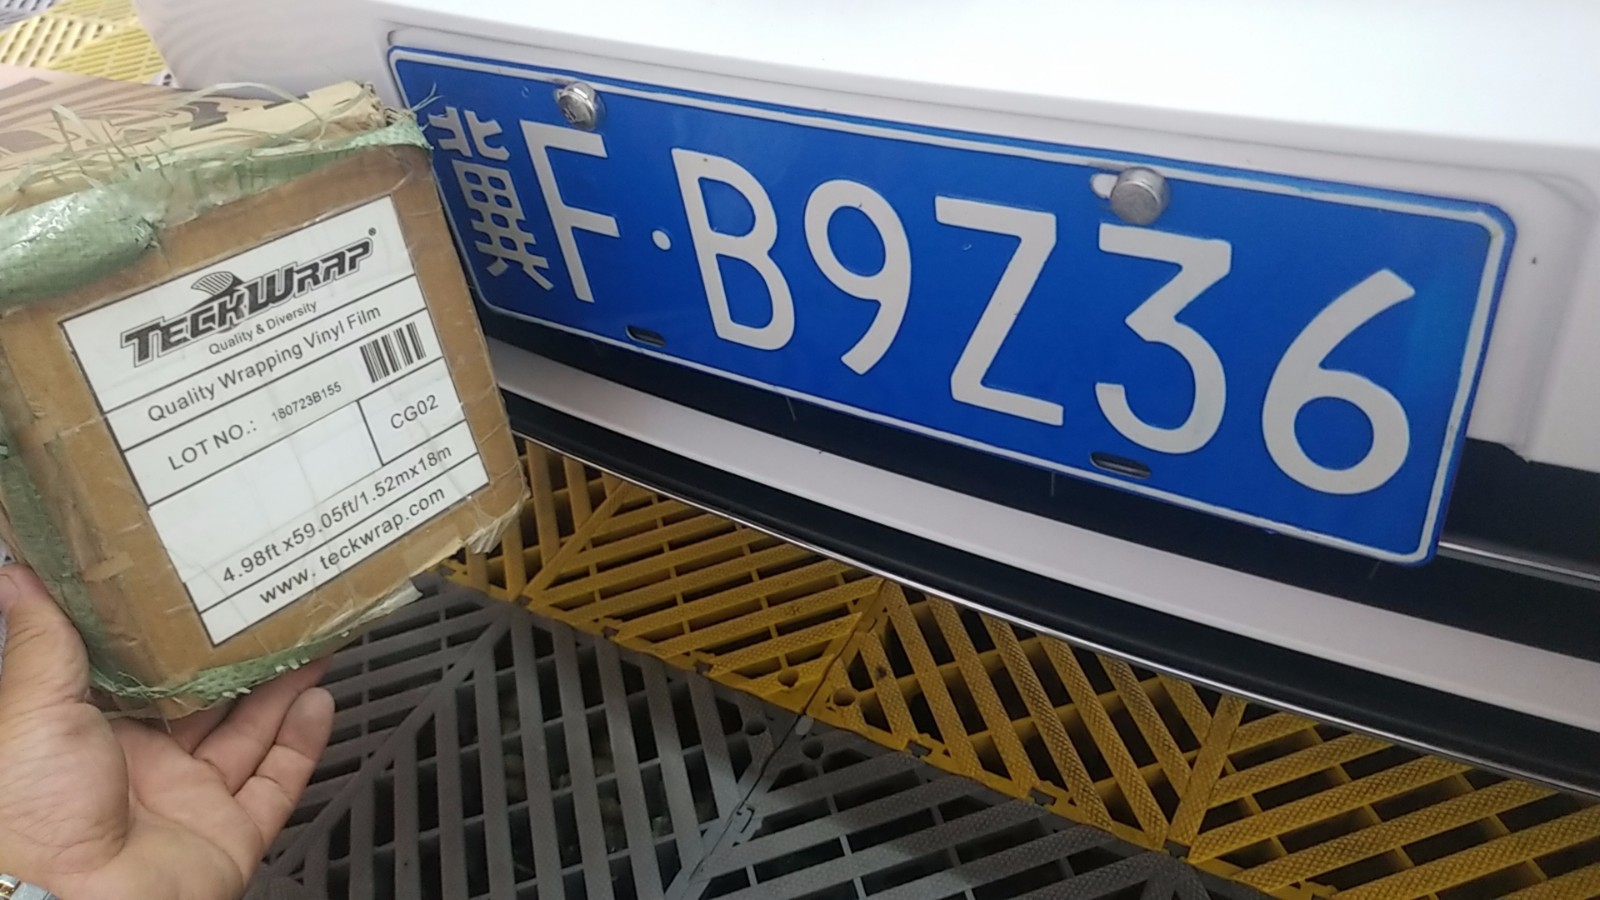 TECKWRAP®
Quality & Diversity
Quality Wrapping Vinyl Film
LOT NO.: 180723B155
CG02
4.98ft x59.05ft/1.52mx18m
www. teckwrap.com
冀F·B9Z36